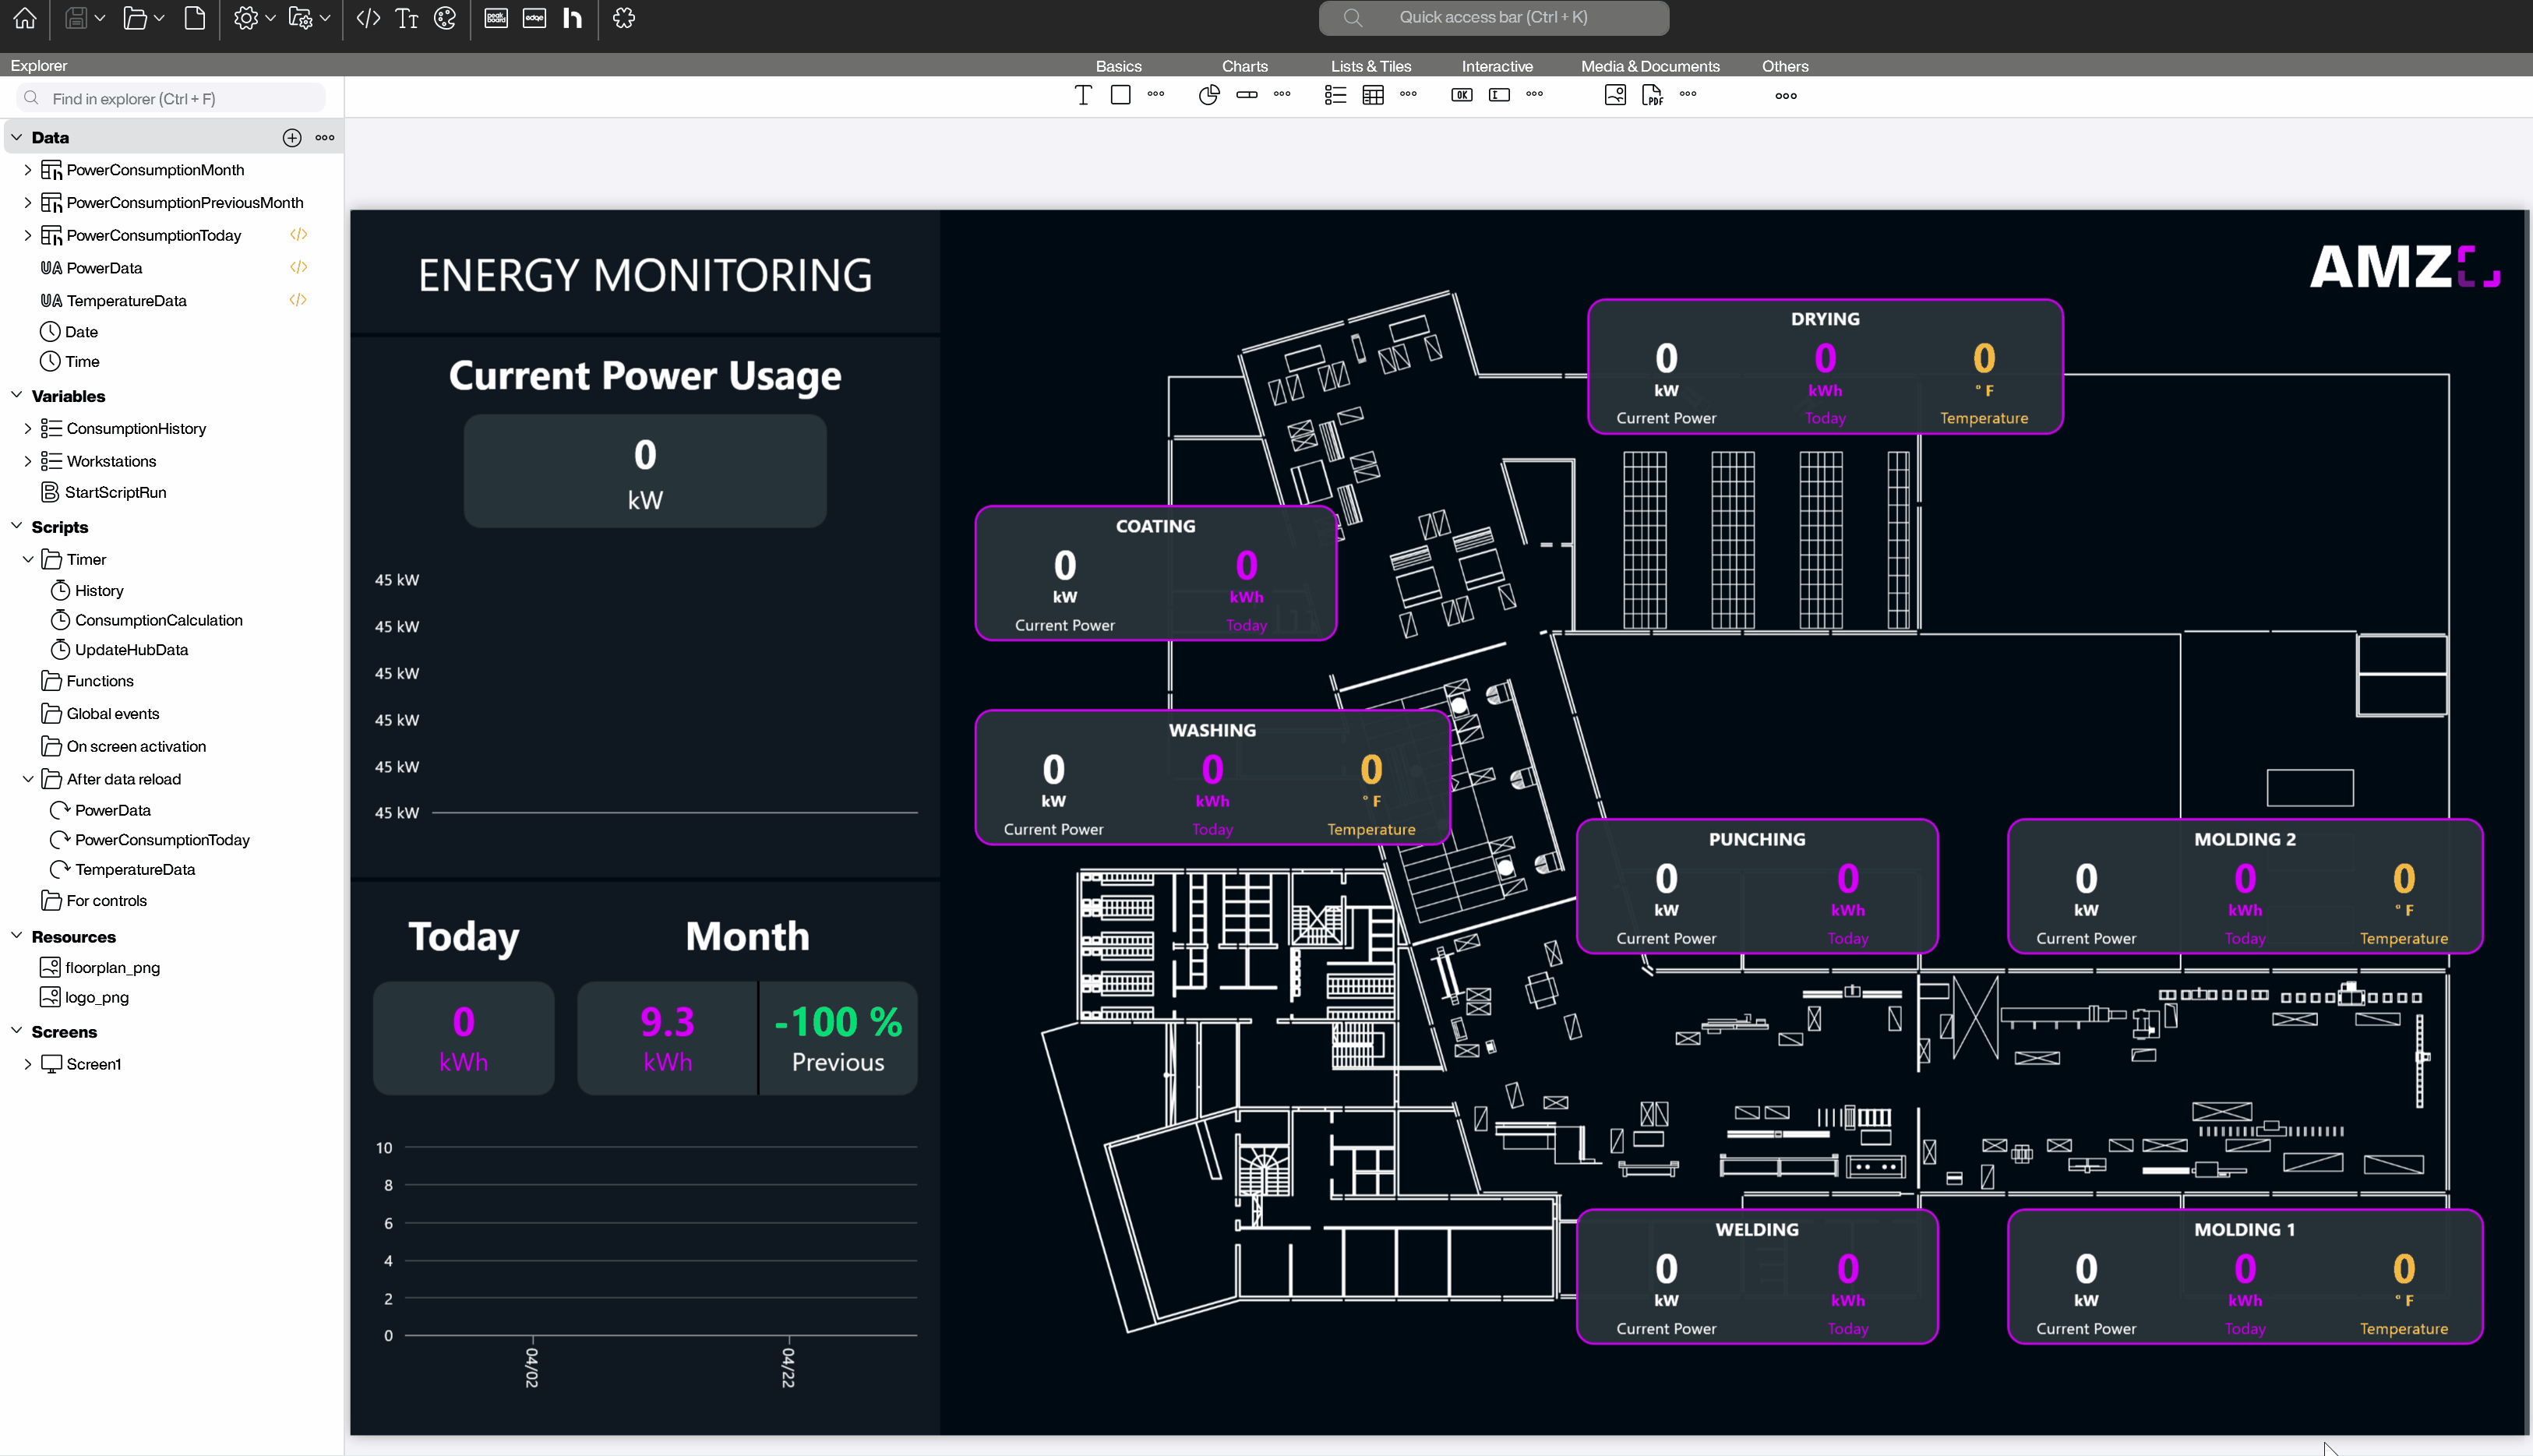 Quick access bar (Ctrl + K)
Explorer
Basics
Charts
Lists & Tiles
Interactive
Media & Documents
Others
Find in explorer (Ctrl + F)
OK
PDF
Data
PowerConsumptionMonth
PowerConsumptionPreviousMonth
PowerConsumptionToday
UA PowerData
UA TemperatureData
Date
Time
Variables
ConsumptionHistory
Workstations
StartScriptRun
Scripts
Timer
History
ConsumptionCalculation
UpdateHubData
Functions
Global events
On screen activation
After data reload
PowerData
PowerConsumptionToday
TemperatureData
For controls
Resources
floorplan_png
logo_png
Screens
Screen1
ENERGY MONITORING
Current Power Usage
0
kW
45 kW
45 kW
45 kW
45 kW
45 kW
45 kW
Today
Month
0
kWh
9.3
kWh
-100 %
Previous
10
8
6
4
2
0
04/02
04/22
AMZ
DRYING
0 0 0
kW kWh ° F
Current Power Today Temperature
COATING
0 0
kW kWh
Current Power Today
WASHING
0 0 0
kW kWh ° F
Current Power Today Temperature
PUNCHING
0 0
kW kWh
Current Power Today
MOLDING 2
0 0 0
kW kWh ° F
Current Power Today Temperature
WELDING
0 0
kW kWh
Current Power Today
MOLDING 1
0 0 0
kW kWh ° F
Current Power Today Temperature